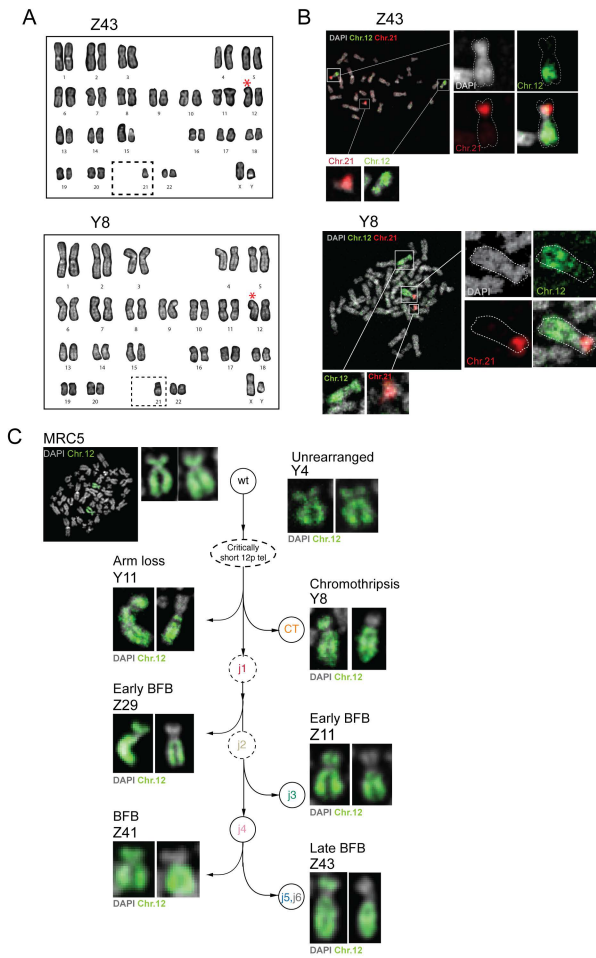 A
Z43
1 2 3 4 5
*
6 7 8 9 10 11 12
13 14 15 16 17 18
19 20 21 22 X Y
Y8
1 2 3 4 5
*
6 7 8 9 10 11 12
13 14 15 16 17 18
19 20 21 22 X Y
B
Z43
DAPI Chr.12 Chr.21
DAPI
Chr.12
Chr.21
Chr.21 Chr.12
Y8
DAPI Chr.12 Chr.21
DAPI
Chr.12
Chr.21
Chr.12 Chr.21
C
MRC5
DAPI Chr.12
wt
Unrearranged
Y4
DAPI Chr.12
Critically
short 12p tel
Arm loss
Y11
DAPI Chr.12
Chromothripsis
Y8
CT
DAPI Chr.12
j1
Early BFB
Z29
DAPI Chr.12
j2
Early BFB
Z11
j3
DAPI Chr.12
j4
BFB
Z41
DAPI Chr.12
Late BFB
Z43
j5,j6
DAPI Chr.12